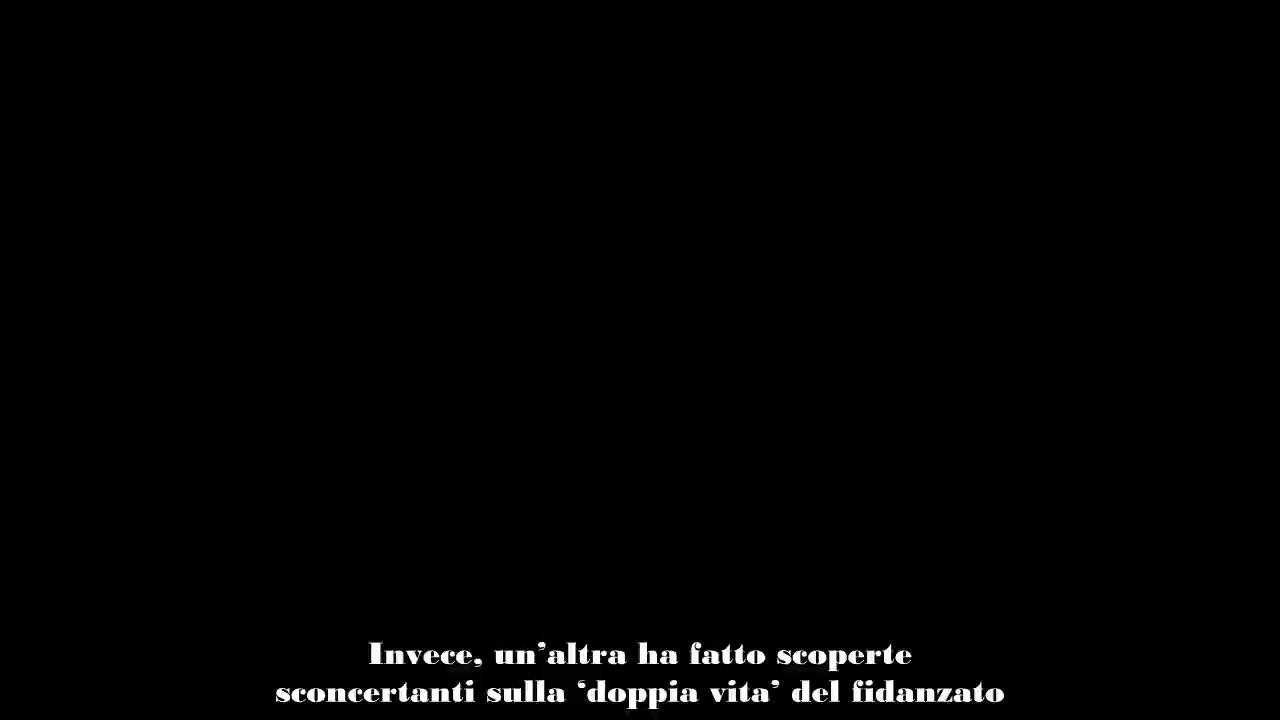 Invece, un’altra ha fatto scoperte
sconcertanti sulla ‘doppia vita’ del fidanzato